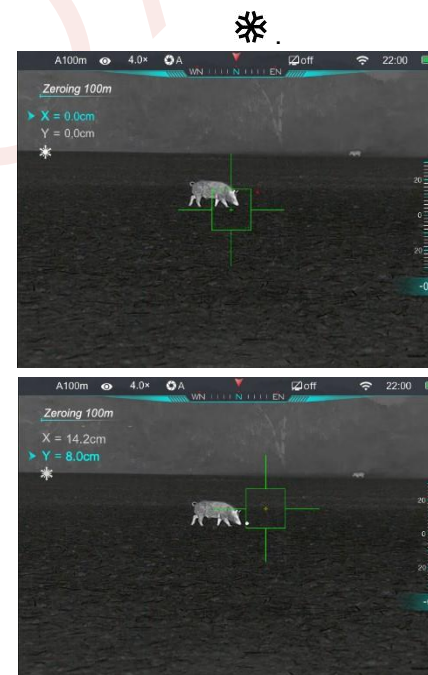 .
A100m 4.0× A off 22:00
WN N EN
Zeroing 100m
X = 0.0cm
Y = 0.0cm
20
0
20
A100m 4.0× A off 22:00
WN N EN
Zeroing 100m
X = 14.2cm
Y = 8.0cm
20
0
20